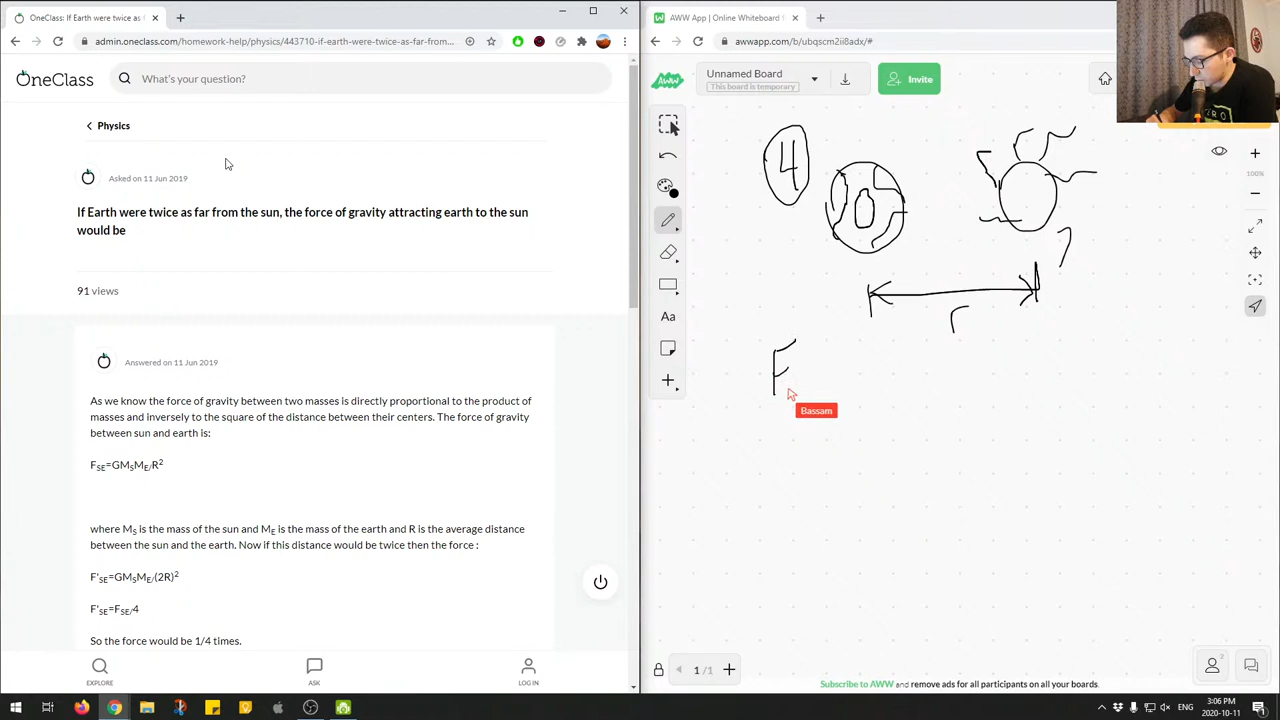 OneClass: If Earth were twice as f
admin.oneclass.com/homework-help/physics/443710-if-earth-were-twice-as-far-from...
OneClass
What's your question?
Physics
Asked on 11 Jun 2019
If Earth were twice as far from the sun, the force of gravity attracting earth to the sun
would be
91 views
Answered on 11 Jun 2019
As we know the force of gravity between two masses is directly proportional to the product of
masses and inversely to the square of the distance between their centers. The force of gravity
between sun and earth is:
FSE=GMSME/R2
where MS is the mass of the sun and ME is the mass of the earth and R is the average distance
between the sun and the earth. Now if this distance would be twice then the force :
F'SE=GMSME/(2R)2
F'SE=FSE/4
So the force would be 1/4 times.
EXPLORE
ASK
LOG IN
AWW App | Online Whiteboard f
awwapp.com/b/ubqscm2ii8adx/#
AWW
Unnamed Board
This board is temporary
Invite
ZERO
100%
4
r
F
Bassam
Aa
1 / 1
7
Subscribe to AWW and remove ads for all participants on all your boards.
ENG
3:06 PM
2020-10-11
1